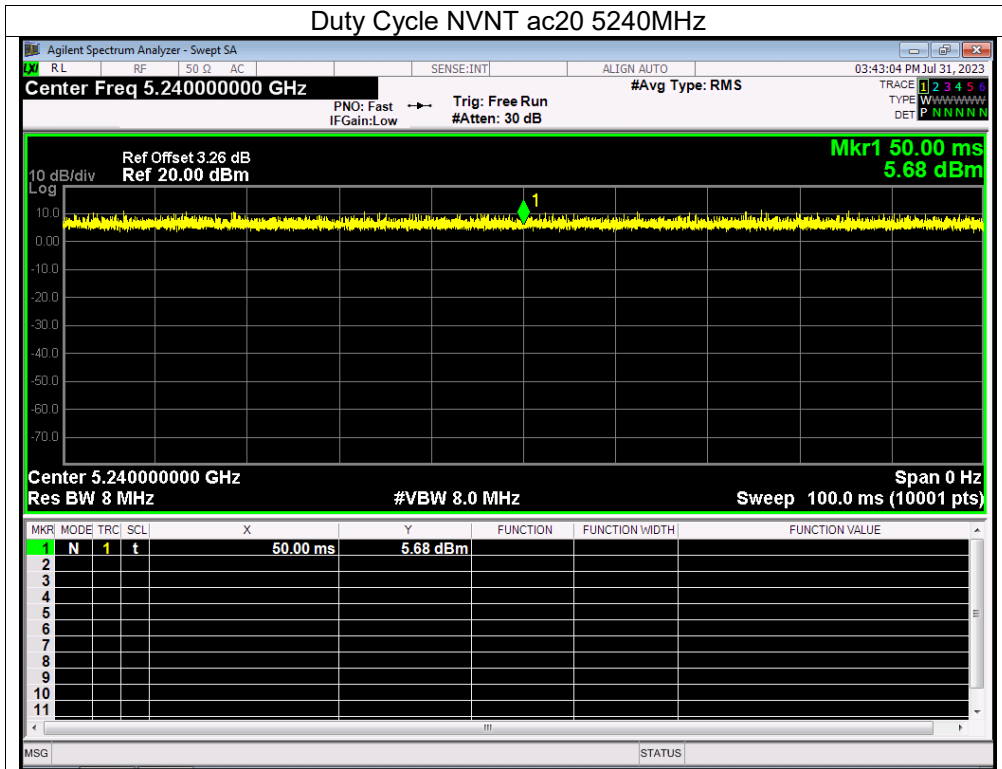 Duty Cycle NVNT ac20 5240MHz
Agilent Spectrum Analyzer - Swept SA
LXI RL RF 50 Ω AC SENSE:INT ALIGN AUTO 03:43:04 PM Jul 31, 2023
Center Freq 5.240000000 GHz #Avg Type: RMS TRACE 1 2 3 4 5 6
PNO: Fast Trig: Free Run TYPE WWWWWW
IFGain:Low #Atten: 30 dB DET P N N N N N
Mkr1 50.00 ms
Ref Offset 3.26 dB
10 dB/div Ref 20.00 dBm 5.68 dBm
Log
1
10.0
0.00
-10.0
-20.0
-30.0
-40.0
-50.0
-60.0
-70.0
Center 5.240000000 GHz Span 0 Hz
Res BW 8 MHz #VBW 8.0 MHz Sweep 100.0 ms (10001 pts)
MKR MODE TRC SCL X Y FUNCTION FUNCTION WIDTH FUNCTION VALUE
1 N 1 t 50.00 ms 5.68 dBm
2
3
4
5
6
7
8
9
10
11
MSG STATUS